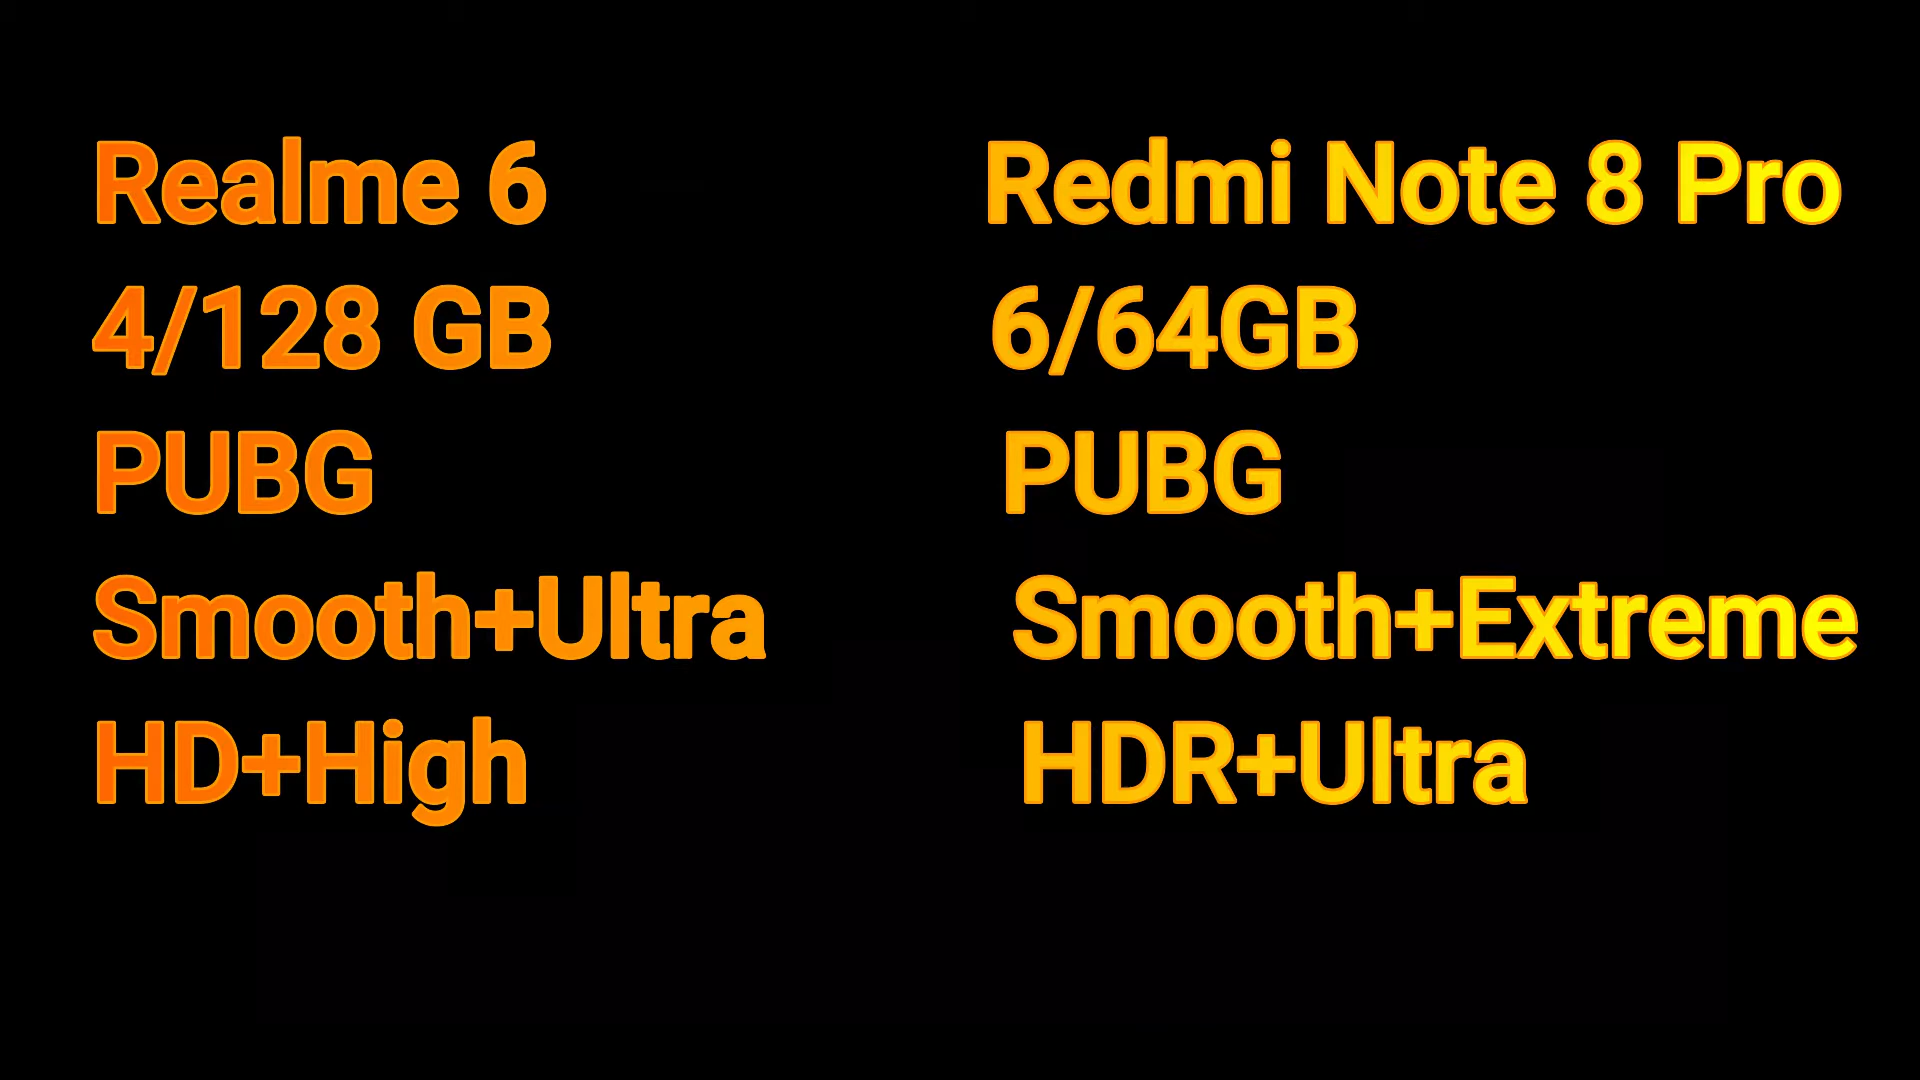 Realme 6
4/128 GB
PUBG
Smooth+Ultra
HD+High
Redmi Note 8 Pro
6/64GB
PUBG
Smooth+Extreme
HDR+Ultra